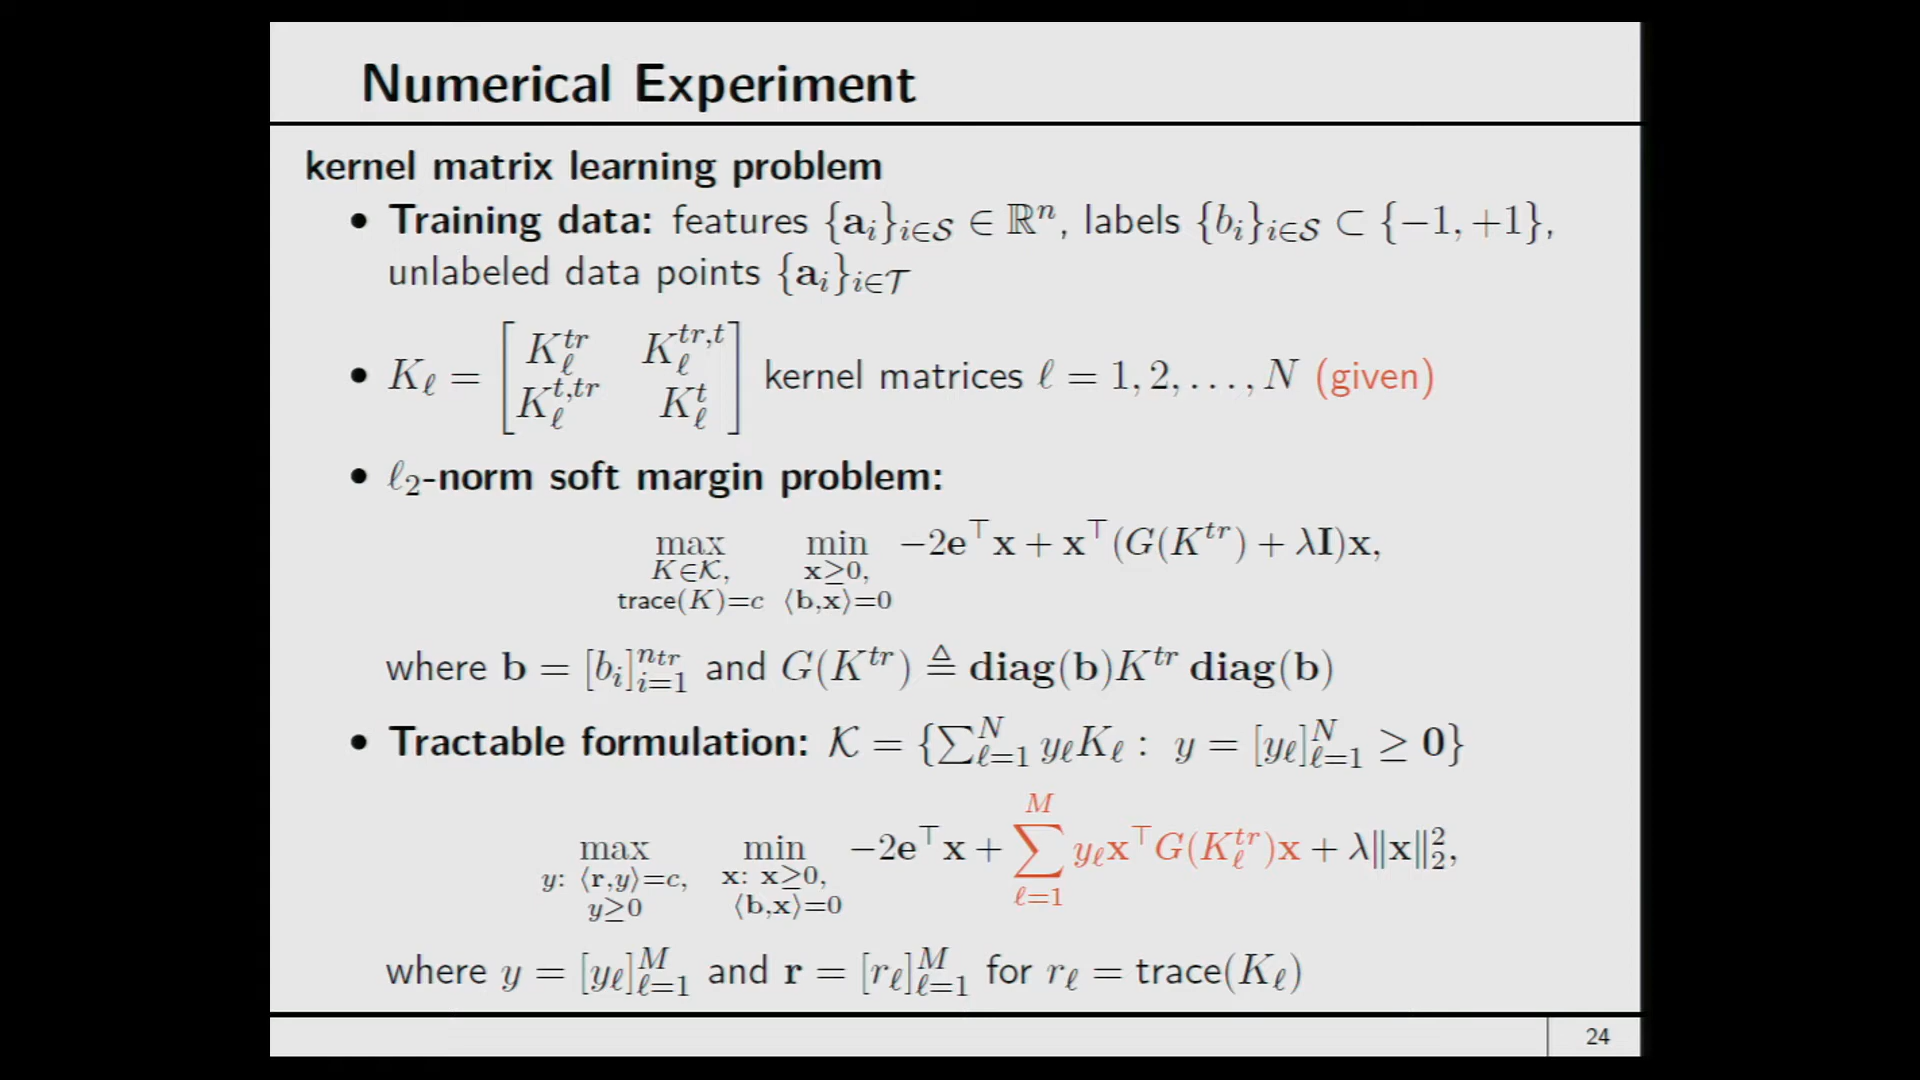 Numerical Experiment
kernel matrix learning problem
• Training data: features {a_i}_{i∈𝒮} ∈ ℝ^n, labels {b_i}_{i∈𝒮} ⊂ {−1, +1},
unlabeled data points {a_i}_{i∈𝒯}
• K_ℓ = [K_ℓ^{tr} K_ℓ^{tr,t}; K_ℓ^{t,tr} K_ℓ^t] kernel matrices ℓ = 1, 2, . . . , N (given)
• ℓ_2-norm soft margin problem:
max_{K∈𝒦, trace(K)=c} min_{x≥0, ⟨b,x⟩=0} −2e^⊤x + x^⊤(G(K^{tr}) + λI)x,
where b = [b_i]_{i=1}^{n_{tr}} and G(K^{tr}) ≜ diag(b)K^{tr} diag(b)
• Tractable formulation: 𝒦 = {∑_{ℓ=1}^N y_ℓK_ℓ : y = [y_ℓ]_{ℓ=1}^N ≥ 0}
max_{y: ⟨r,y⟩=c, y≥0} min_{x: x≥0, ⟨b,x⟩=0} −2e^⊤x + ∑_{ℓ=1}^M y_ℓx^⊤G(K_ℓ^{tr})x + λ‖x‖_2^2,
where y = [y_ℓ]_{ℓ=1}^M and r = [r_ℓ]_{ℓ=1}^M for r_ℓ = trace(K_ℓ)
24